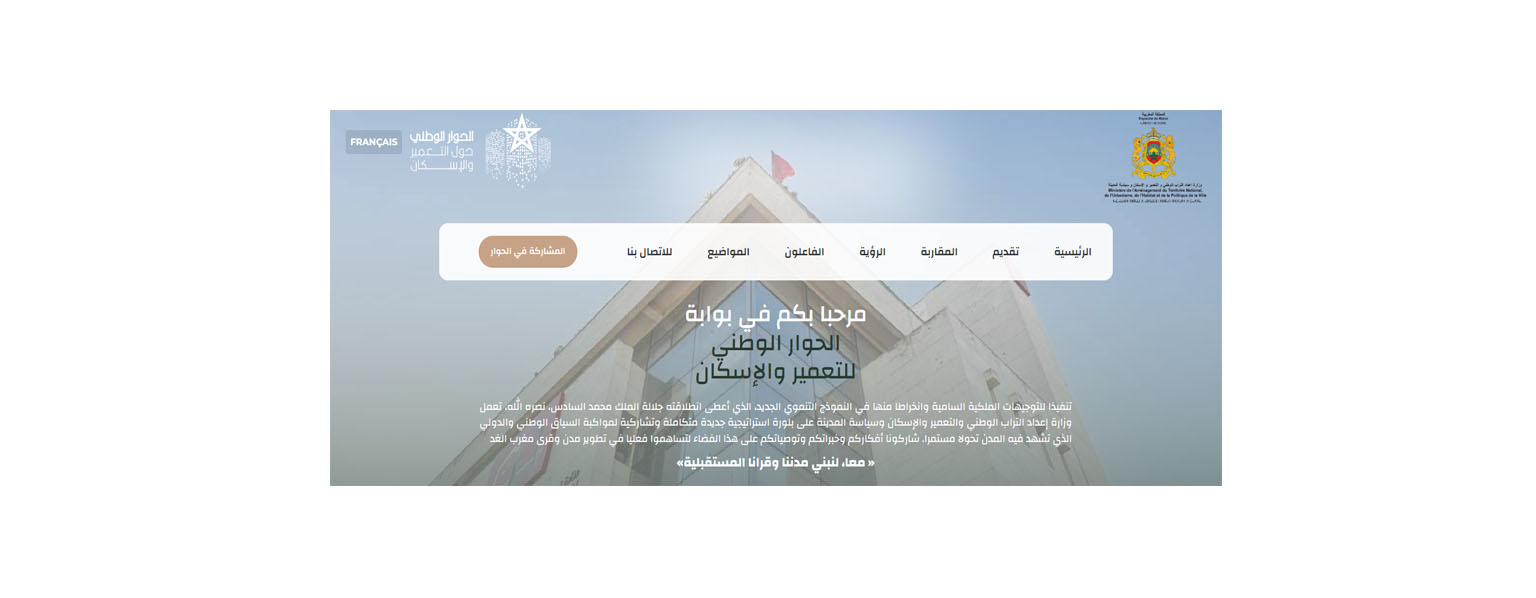 المملكة المغربية
Royaume du Maroc
وزارة إعداد التراب الوطني و التعمير و الإسكان و سياسة المدينة
Ministère de l'Aménagement du Territoire National,
de l'Urbanisme, de l'Habitat et de la Politique de la Ville
الحوار الوطني
حول التعمير
والإسكان
FRANÇAIS
الرئيسية
تقديم
المقاربة
الرؤية
الفاعلون
المواضيع
للاتصال بنا
المشاركة في الحوار
مرحبا بكم في بوابة
الحوار الوطني
للتعمير والإسكان
تنفيذا للتوجيهات الملكية السامية وانخراطا منها في النموذج التنموي الجديد، الذي أعطى انطلاقته جلالة الملك محمد السادس، نصره الله، تعمل
وزارة إعداد التراب الوطني والتعمير والإسكان وسياسة المدينة على بلورة استراتيجية جديدة متكاملة وتشاركية لمواكبة السياق الوطني والدولي
الذي تشهد فيه المدن تحولا مستمرا. شاركونا أفكاركم وخبراتكم وتوصياتكم على هذا الفضاء لتساهموا فعليا في تطوير مدن وقرى مغرب الغد
« معا، لنبني مدننا وقرانا المستقبلية»